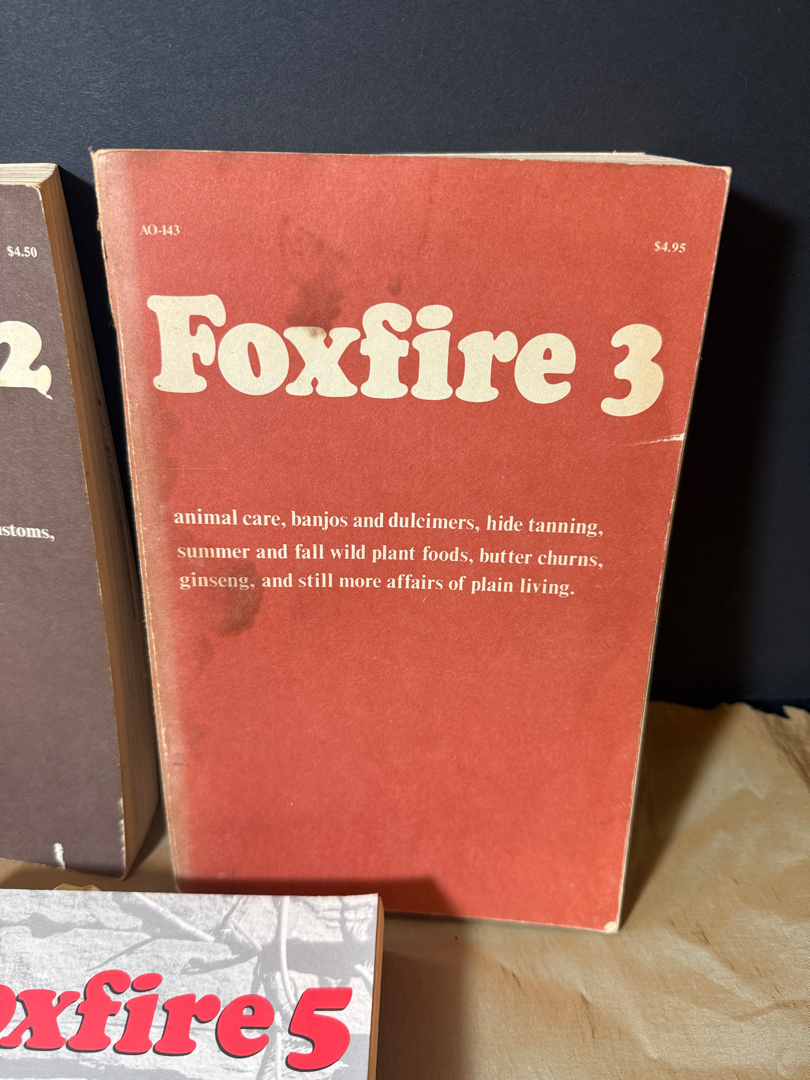 $4.50
2
stoms,
AO-143
$4.95
Foxfire 3
animal care, banjos and dulcimers, hide tanning,
summer and fall wild plant foods, butter churns,
ginseng, and still more affairs of plain living.
oxfire 5